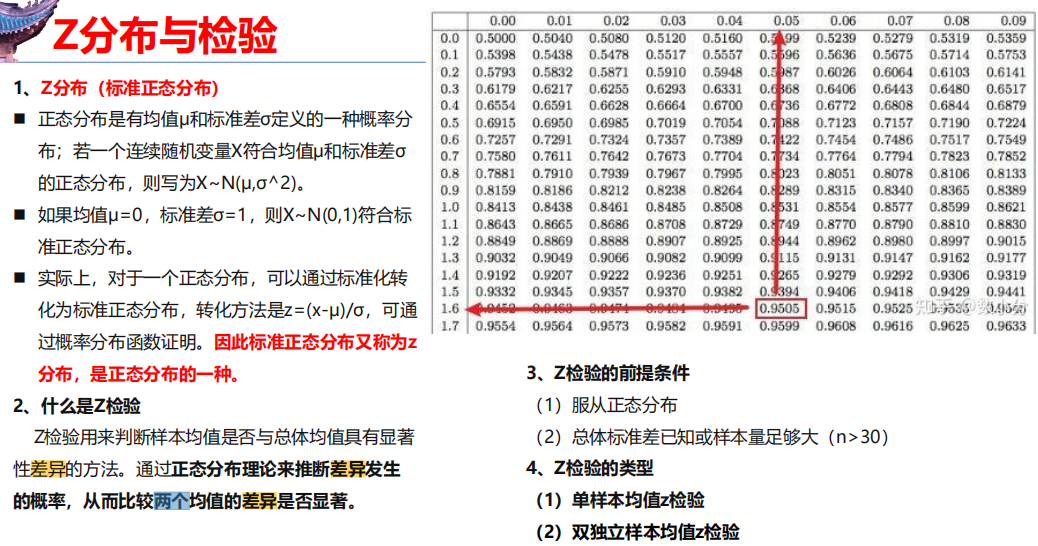 Z分布与检验
1、Z分布（标准正态分布）
■ 正态分布是有均值μ和标准差σ定义的一种概率分
布；若一个连续随机变量X符合均值μ和标准差σ
的正态分布，则写为X~N(μ,σ^2)。
■ 如果均值μ=0，标准差σ=1，则X~N(0,1)符合标
准正态分布。
■ 实际上，对于一个正态分布，可以通过标准化转
化为标准正态分布，转化方法是z=(x-μ)/σ，可通
过概率分布函数证明。因此标准正态分布又称为z
分布，是正态分布的一种。
2、什么是Z检验
Z检验用来判断样本均值是否与总体均值具有显著
性差异的方法。通过正态分布理论来推断差异发生
的概率，从而比较两个均值的差异是否显著。
0.00 0.01 0.02 0.03 0.04 0.05 0.06 0.07 0.08 0.09
0.0 0.5000 0.5040 0.5080 0.5120 0.5160 0.5239 0.5279 0.5319 0.5359
0.1 0.5398 0.5438 0.5478 0.5517 0.5557 0.5596 0.5636 0.5675 0.5714 0.5753
0.2 0.5793 0.5832 0.5871 0.5910 0.5948 0.5987 0.6026 0.6064 0.6103 0.6141
0.3 0.6179 0.6217 0.6255 0.6293 0.6331 0.6368 0.6406 0.6443 0.6480 0.6517
0.4 0.6554 0.6591 0.6628 0.6664 0.6700 0.6736 0.6772 0.6808 0.6844 0.6879
0.5 0.6915 0.6950 0.6985 0.7019 0.7054 0.7088 0.7123 0.7157 0.7190 0.7224
0.6 0.7257 0.7291 0.7324 0.7357 0.7389 0.7422 0.7454 0.7486 0.7517 0.7549
0.7 0.7580 0.7611 0.7642 0.7673 0.7704 0.7734 0.7764 0.7794 0.7823 0.7852
0.8 0.7881 0.7910 0.7939 0.7967 0.7995 0.8023 0.8051 0.8078 0.8106 0.8133
0.9 0.8159 0.8186 0.8212 0.8238 0.8264 0.8289 0.8315 0.8340 0.8365 0.8389
1.0 0.8413 0.8438 0.8461 0.8485 0.8508 0.8531 0.8554 0.8577 0.8599 0.8621
1.1 0.8643 0.8665 0.8686 0.8708 0.8729 0.8749 0.8770 0.8790 0.8810 0.8830
1.2 0.8849 0.8869 0.8888 0.8907 0.8925 0.8944 0.8962 0.8980 0.8997 0.9015
1.3 0.9032 0.9049 0.9066 0.9082 0.9099 0.9115 0.9131 0.9147 0.9162 0.9177
1.4 0.9192 0.9207 0.9222 0.9236 0.9251 0.9265 0.9279 0.9292 0.9306 0.9319
1.5 0.9332 0.9345 0.9357 0.9370 0.9382 0.9394 0.9406 0.9418 0.9429 0.9441
1.6 0.9505 0.9515 0.9525
1.7 0.9554 0.9564 0.9573 0.9582 0.9591 0.9599 0.9608 0.9616 0.9625 0.9633
3、Z检验的前提条件
（1）服从正态分布
（2）总体标准差已知或样本量足够大（n>30）
4、Z检验的类型
（1）单样本均值z检验
（2）双独立样本均值z检验